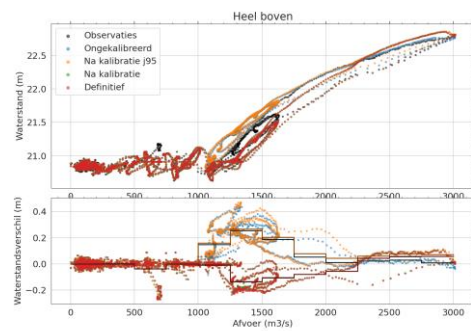 Heel boven
Waterstand (m)
22.5
22.0
21.5
21.0
Observaties
Ongekalibreerd
Na kalibratie j95
Na kalibratie
Definitief
0 500 1000 1500 2000 2500 3000
Waterstandsverschil (m)
0.4
0.2
0.0
−0.2
0 500 1000 1500 2000 2500 3000
Afvoer (m3/s)